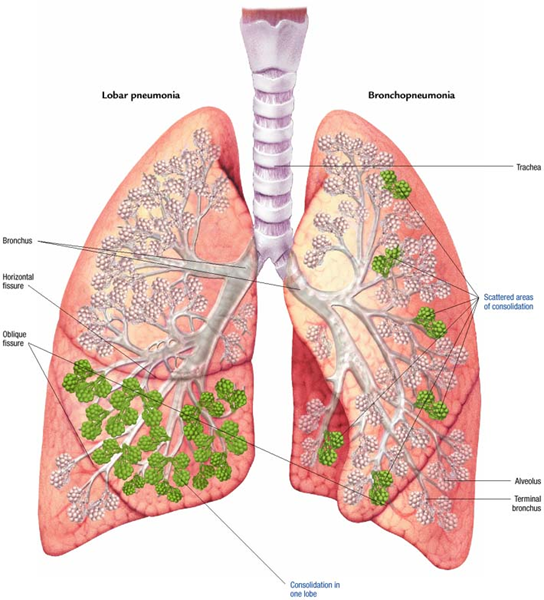 Lobar pneumonia
Bronchopneumonia
Trachea
Bronchus
Horizontal
fissure
Oblique
fissure
Scattered areas
of consolidation
Alveolus
Terminal
bronchus
Consolidation in
one lobe